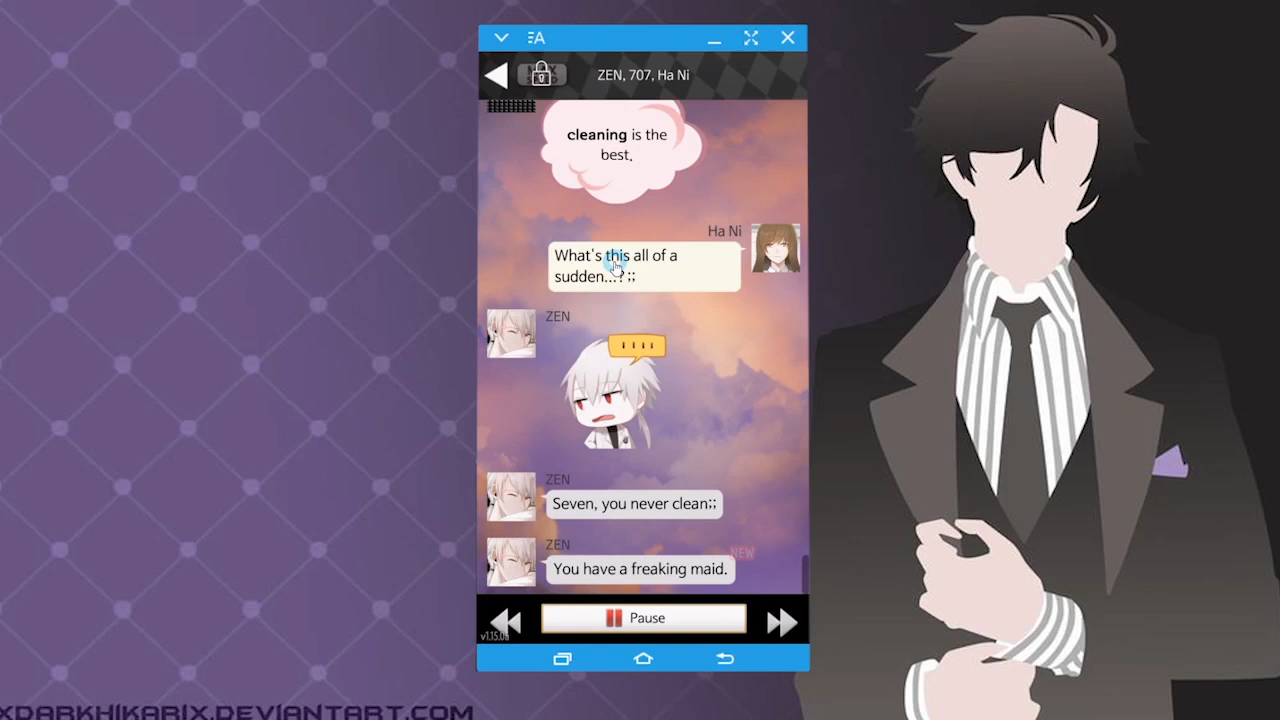 ZEN, 707, Ha Ni
cleaning is the
best.
Ha Ni
What's this all of a
sudden...?;;
ZEN
ZEN
Seven, you never clean;;
ZEN
NEW
You have a freaking maid.
Pause
XDARKHIKARIX.DEVIANTART.COM